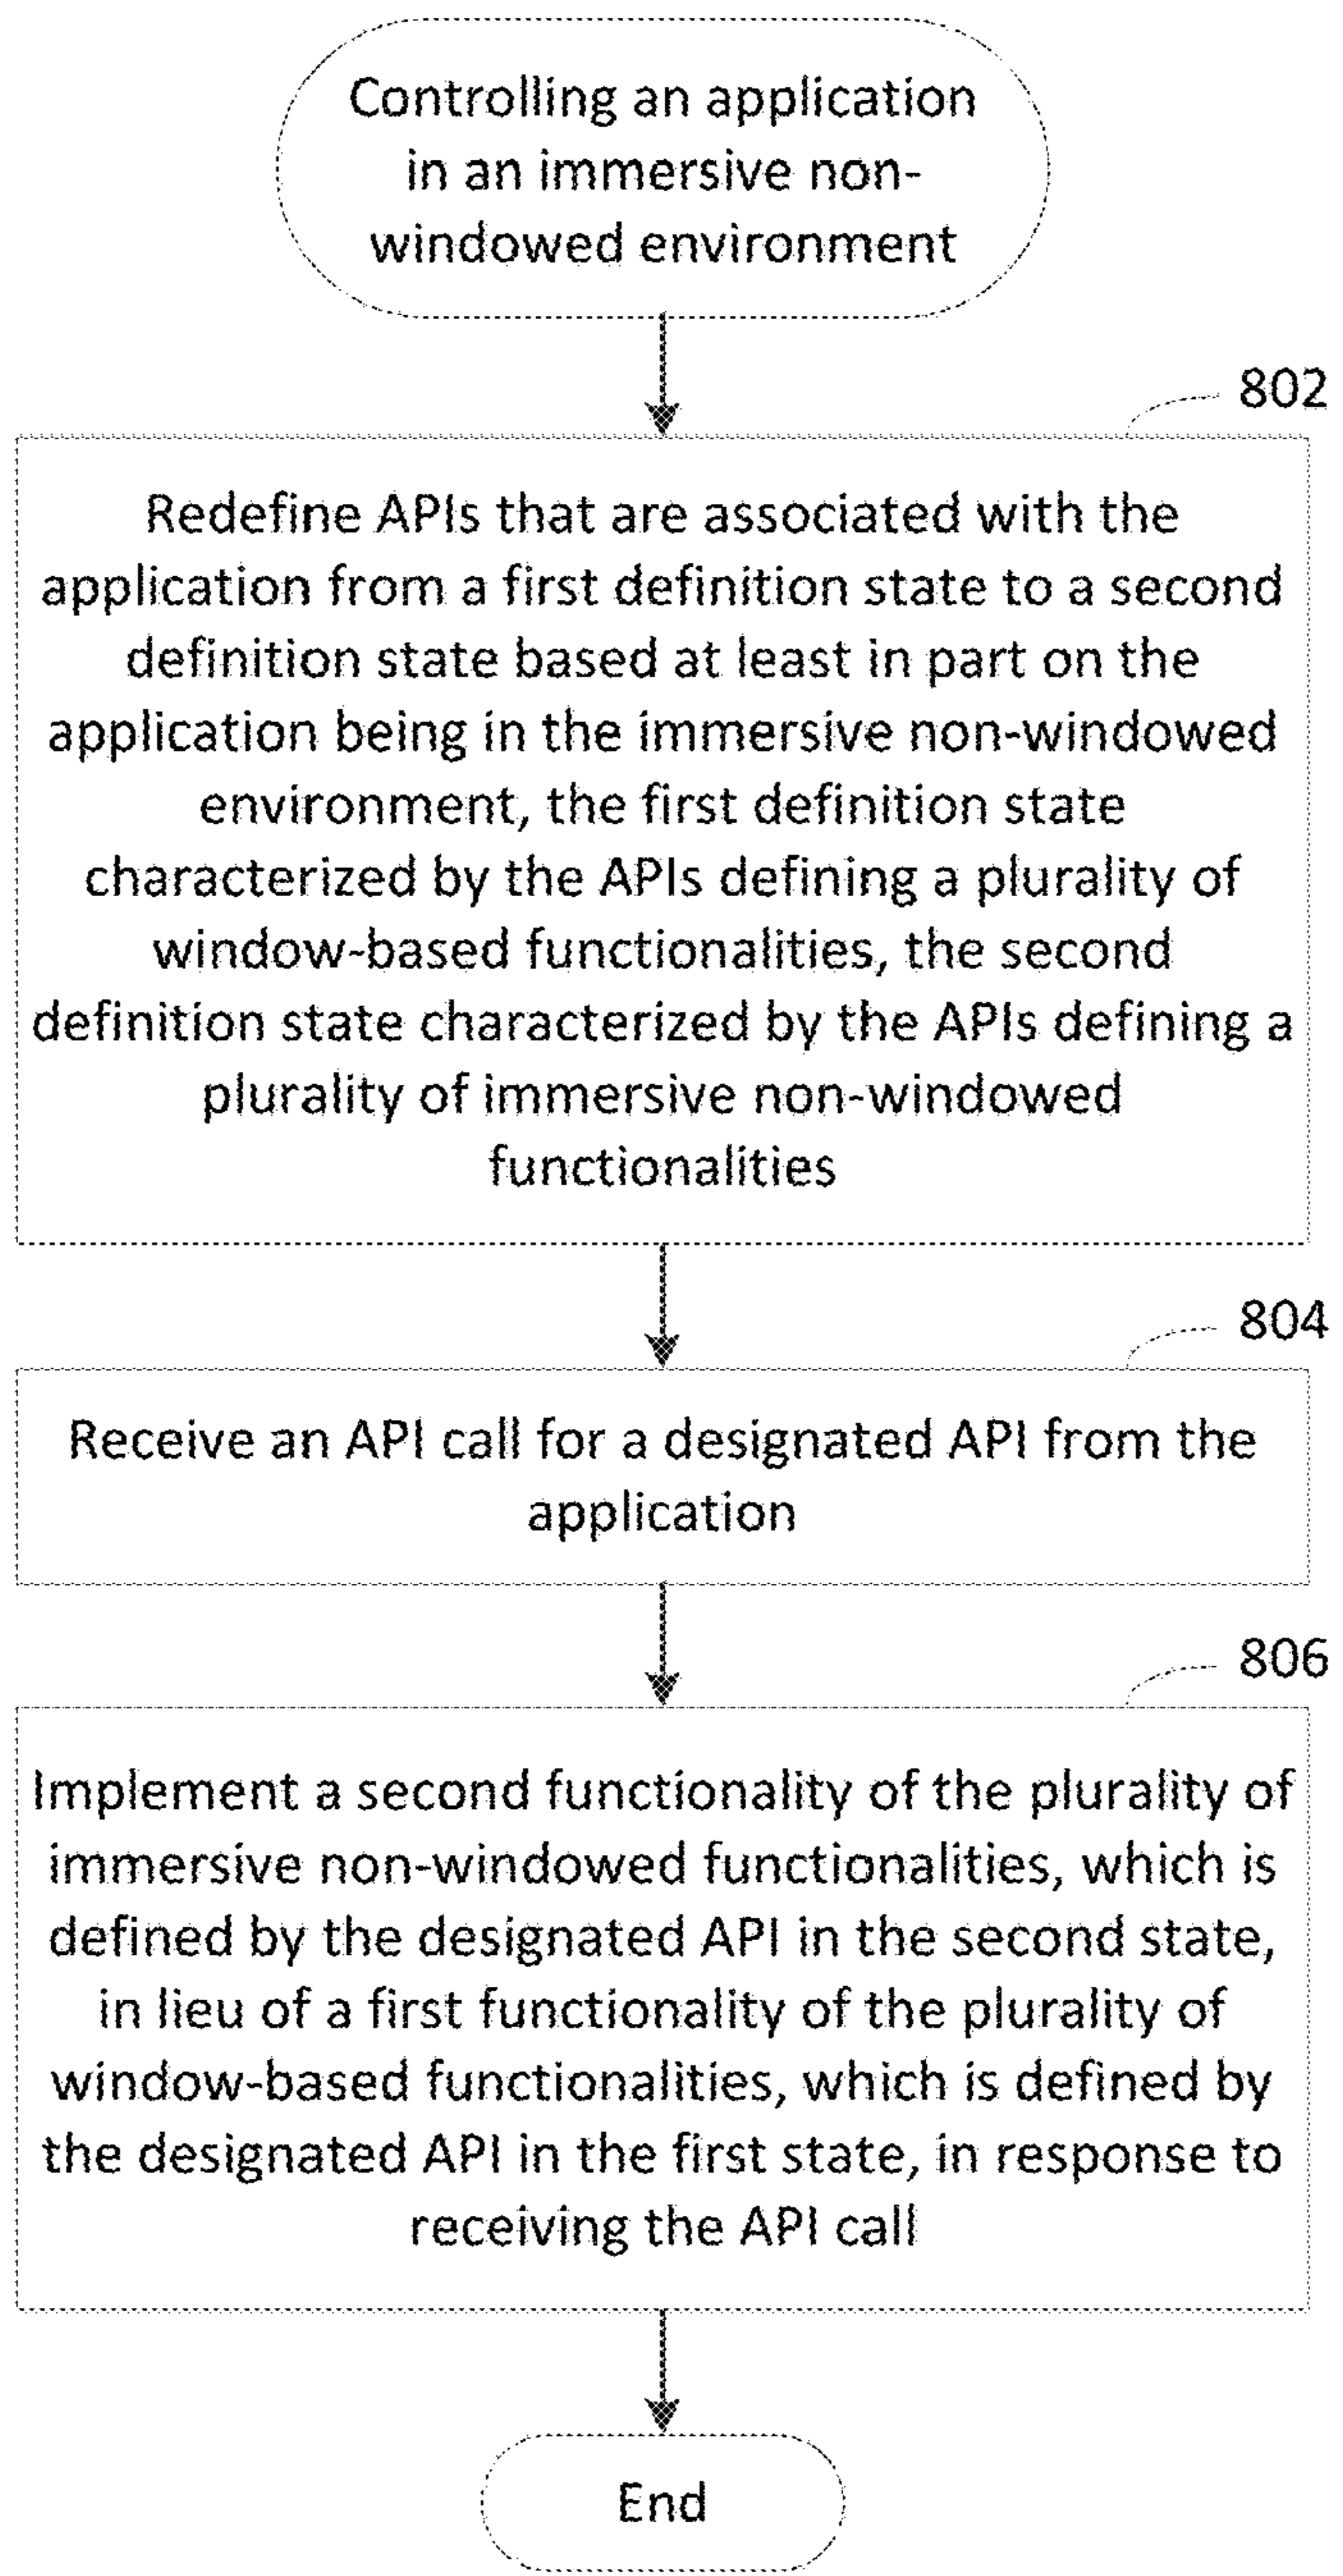 Controlling an application
in an immersive non-
windowed environment
802
Redefine APIs that are associated with the
application from a first definition state to a second
definition state based at least in part on the
application being in the immersive non-windowed
environment, the first definition state
characterized by the APIs defining a plurality of
window-based functionalities, the second
definition state characterized by the APIs defining a
plurality of immersive non-windowed
functionalities
804
Receive an API call for a designated API from the
application
806
Implement a second functionality of the plurality of
immersive non-windowed functionalities, which is
defined by the designated API in the second state,
in lieu of a first functionality of the plurality of
window-based functionalities, which is defined by
the designated API in the first state, in response to
receiving the API call
End